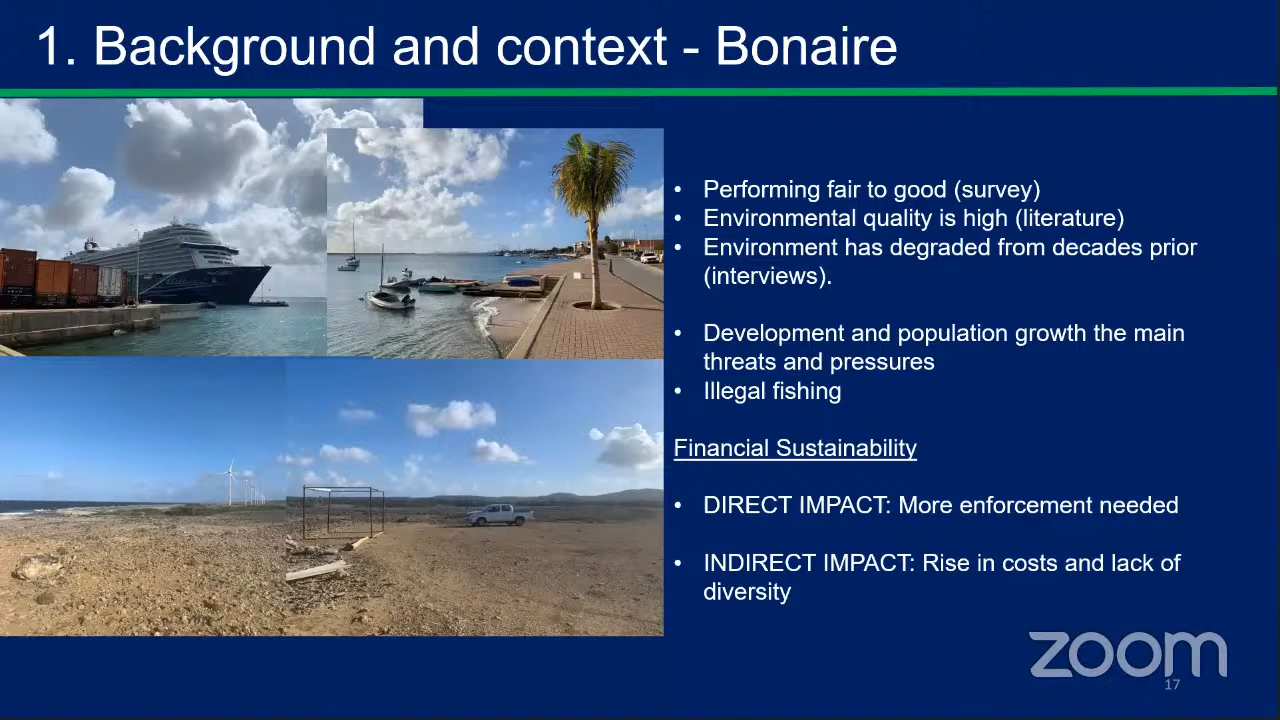 1. Background and context - Bonaire
• Performing fair to good (survey)
• Environmental quality is high (literature)
• Environment has degraded from decades prior
(interviews).
• Development and population growth the main
threats and pressures
• Illegal fishing
Financial Sustainability
• DIRECT IMPACT: More enforcement needed
• INDIRECT IMPACT: Rise in costs and lack of
diversity
zoom
17